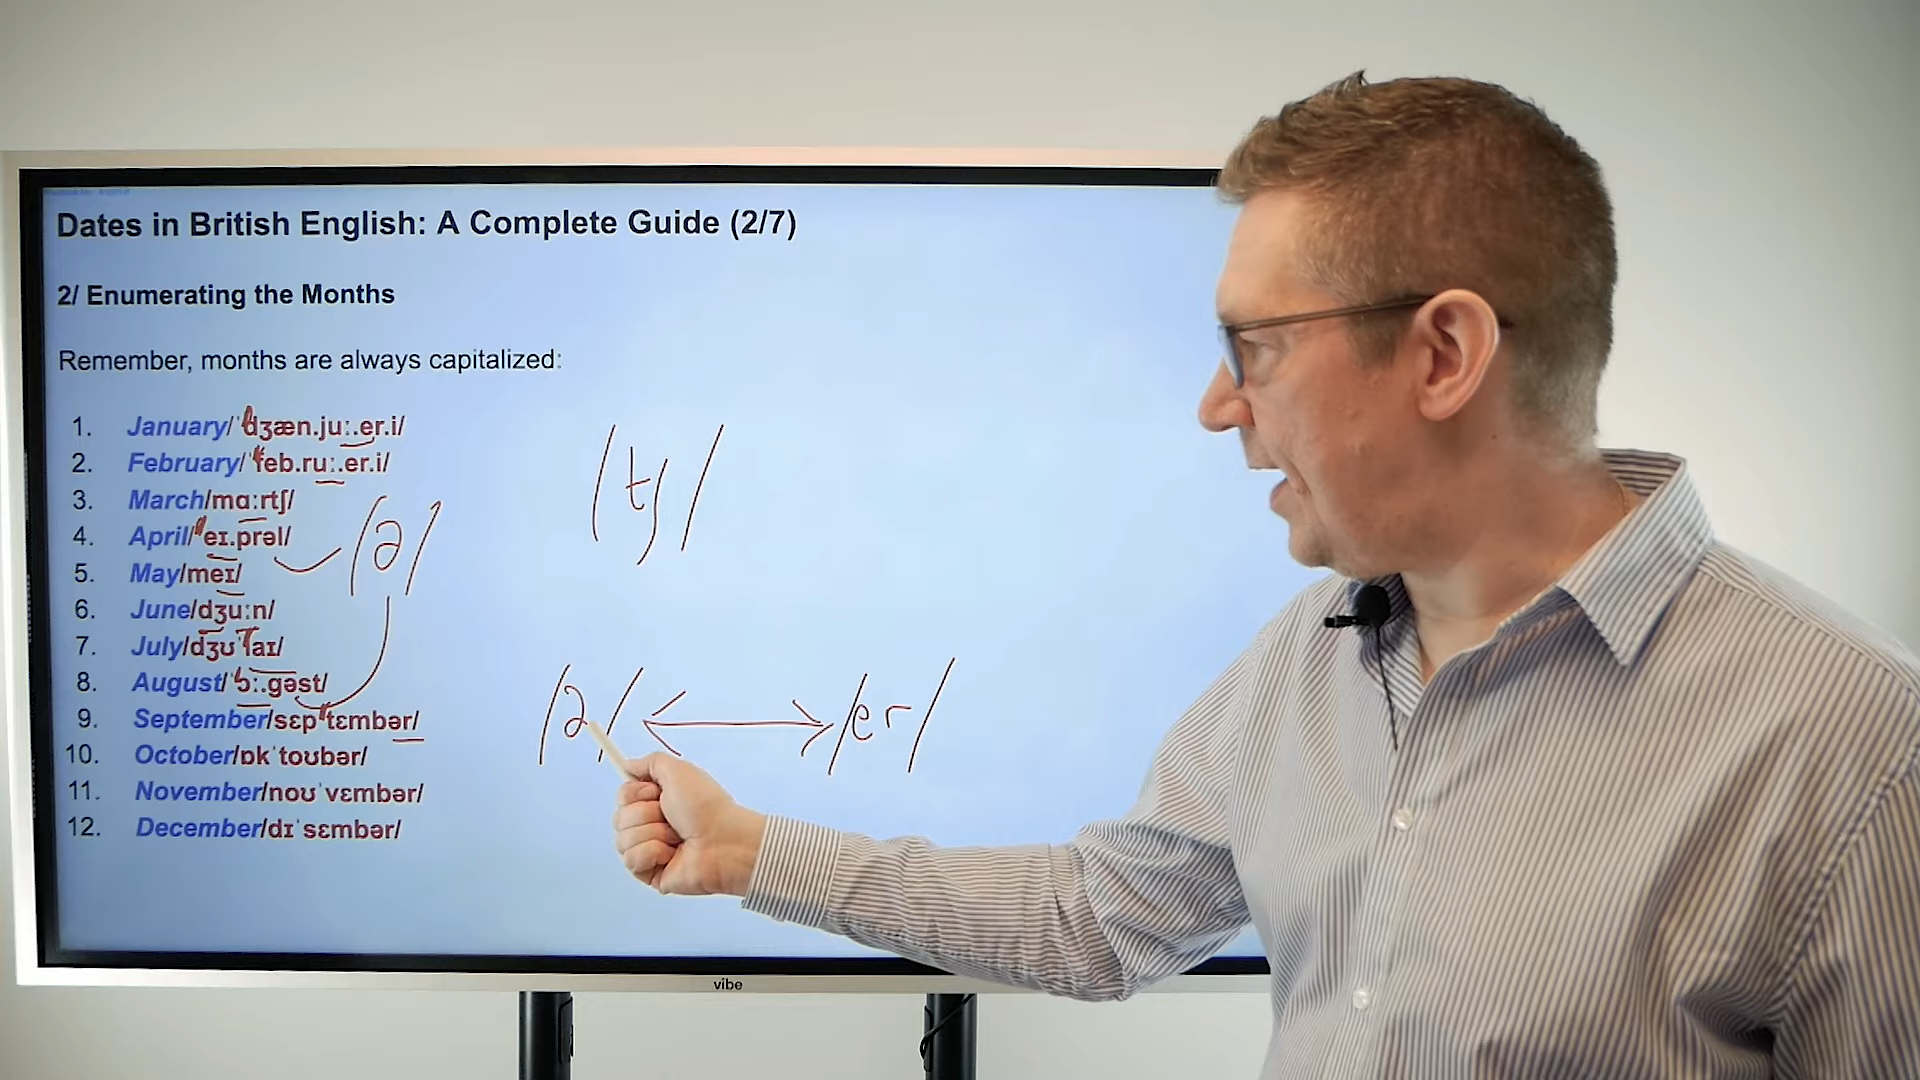 Dates in British English: A Complete Guide (2/7)
2/ Enumerating the Months
Remember, months are always capitalized:
1. January/ˈdʒæn.juː.er.i/
2. February/ˈfeb.ruː.er.i/
3. March/mɑːrtʃ/
4. April/ˈeɪ.prəl/
5. May/meɪ/
6. June/dʒuːn/
7. July/dʒʊˈlaɪ/
8. August/ˈɔː.gəst/
9. September/sɛpˈtɛmbər/
10. October/ɒkˈtoʊbər/
11. November/noʊˈvɛmbər/
12. December/dɪˈsɛmbər/
/tʃ/
/ə/
/ə/ ↔ /er/
vibe